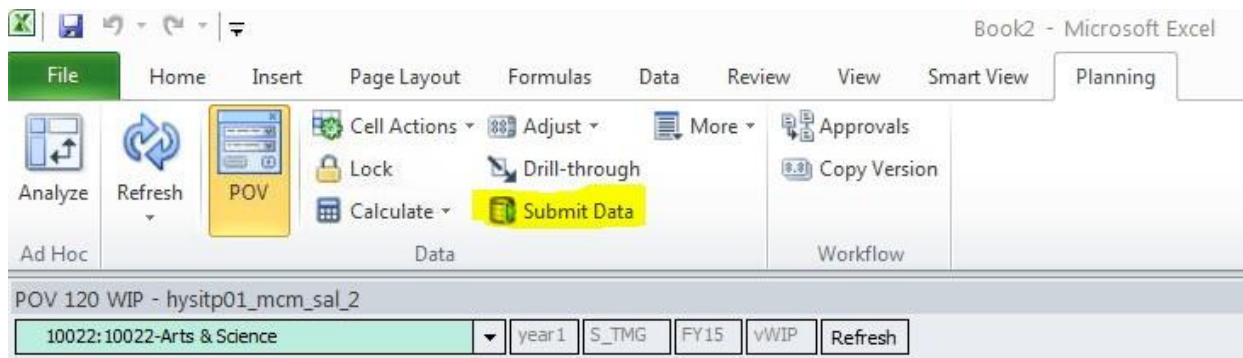 Book2 - Microsoft Excel
File Home Insert Page Layout Formulas Data Review View Smart View Planning
Cell Actions Adjust More Approvals
Lock Drill-through Copy Version
Analyze Refresh POV Calculate Submit Data
Ad Hoc Data Workflow
POV 120 WIP - hysitp01_mcm_sal_2
10022:10022-Arts & Science year1 S_TMG FY15 vWIP Refresh